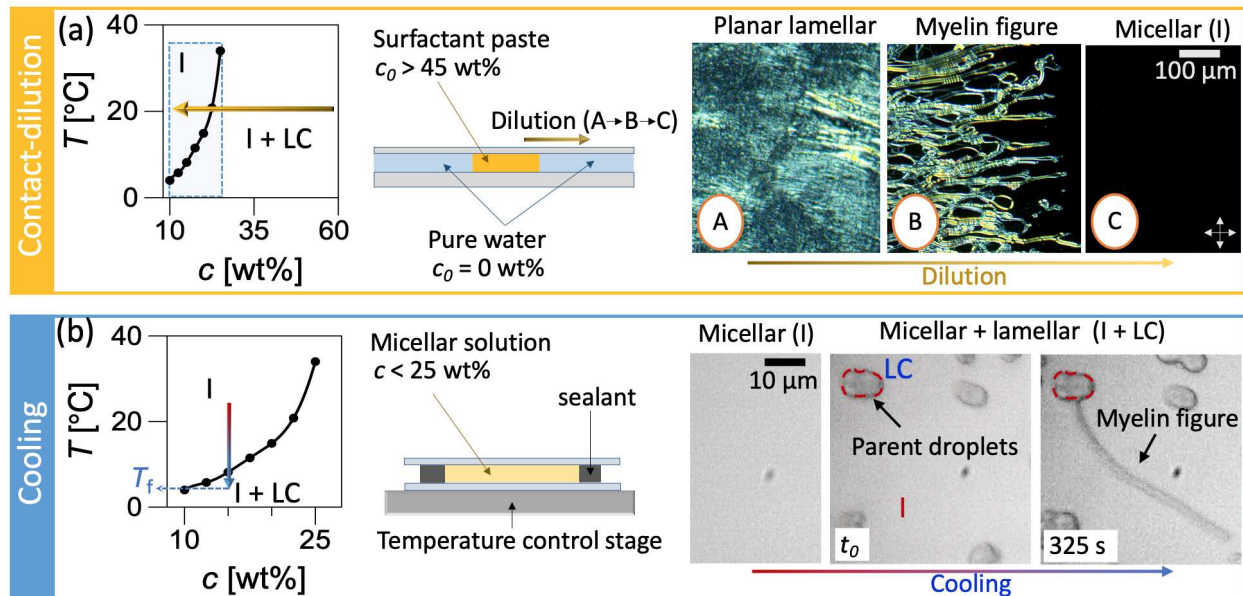 Contact-dilution
(a)
T [°C]
40
20
0
I
I + LC
10 35 60
c [wt%]
Surfactant paste
c0 > 45 wt%
Dilution (A→B→C)
Pure water
c0 = 0 wt%
Planar lamellar
Myelin figure
Micellar (I)
100 μm
A
B
C
Dilution
Cooling
(b)
T [°C]
40
20
0
Tf
I
I + LC
10 25
c [wt%]
Micellar solution
c < 25 wt%
sealant
Temperature control stage
Micellar (I)
Micellar + lamellar (I + LC)
10 μm
LC
Parent droplets
I
t0
Myelin figure
325 s
Cooling